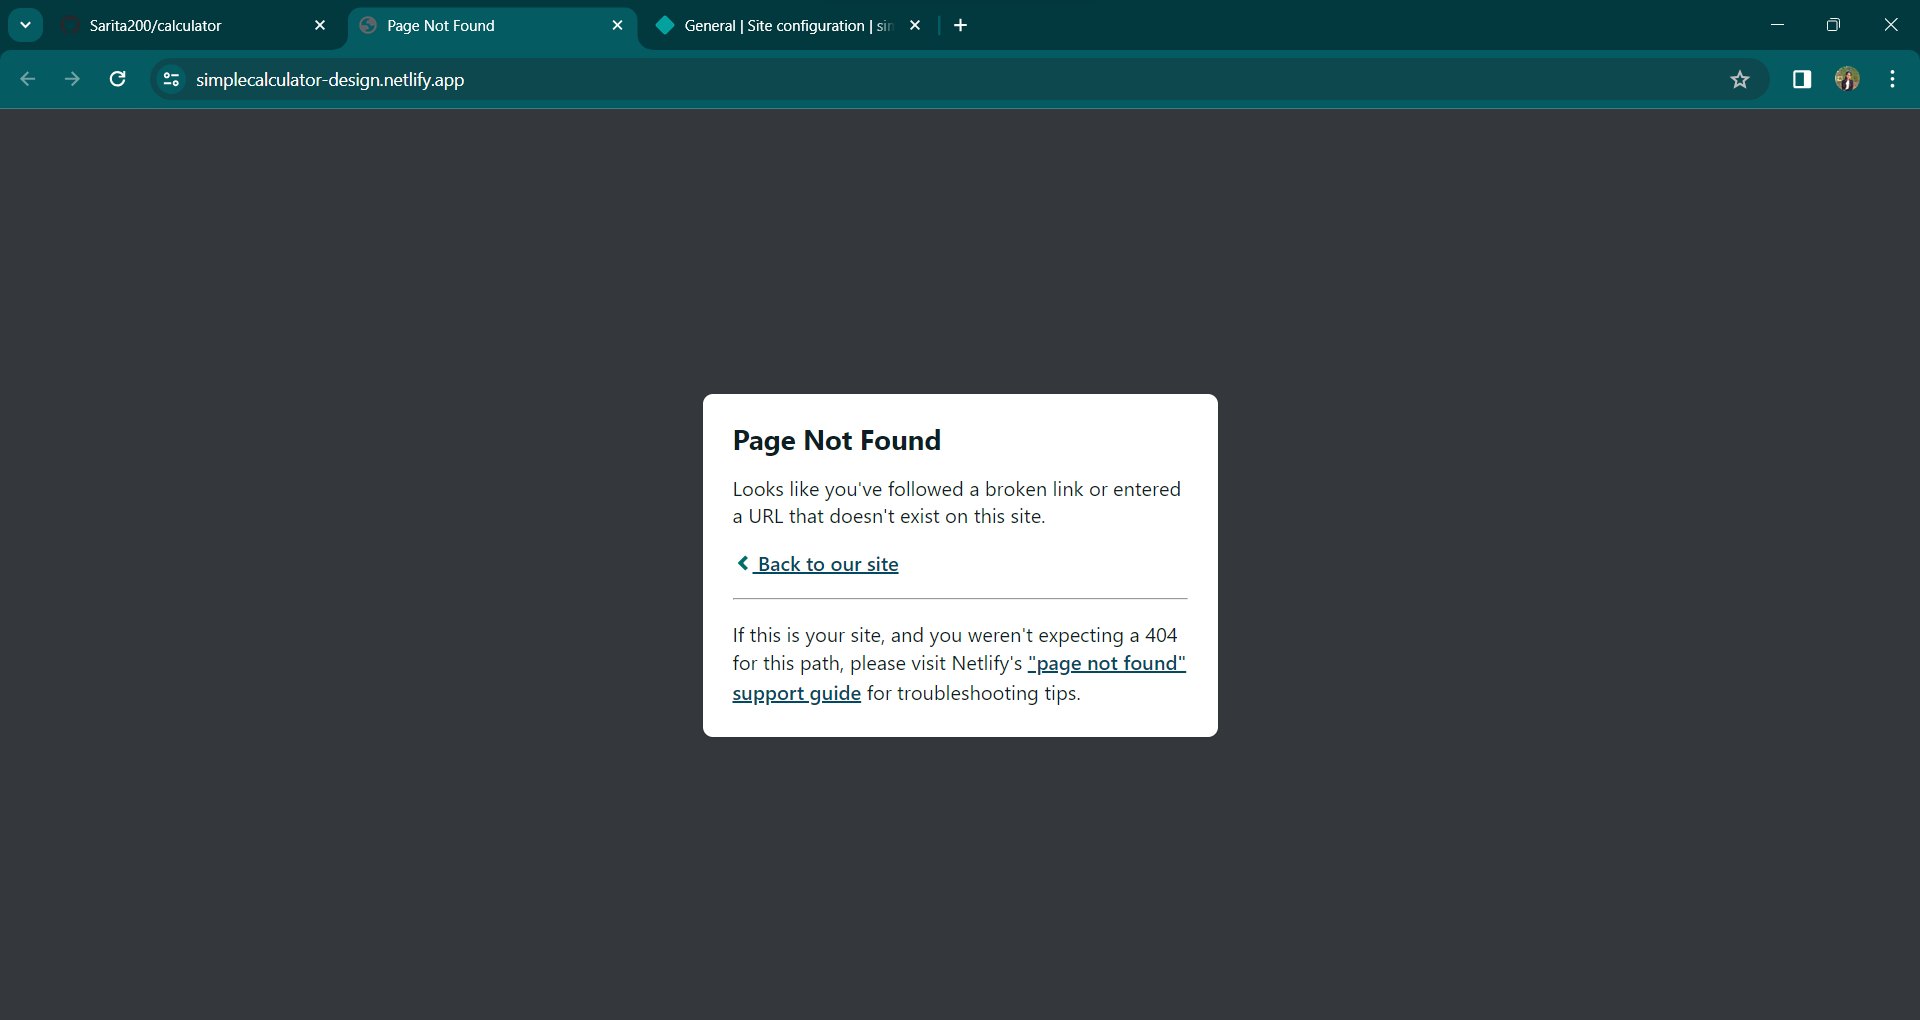 Sarita200/calculator
Page Not Found
General | Site configuration | sin
simplecalculator-design.netlify.app
Page Not Found
Looks like you've followed a broken link or entered
a URL that doesn't exist on this site.
Back to our site
If this is your site, and you weren't expecting a 404
for this path, please visit Netlify's "page not found"
support guide for troubleshooting tips.